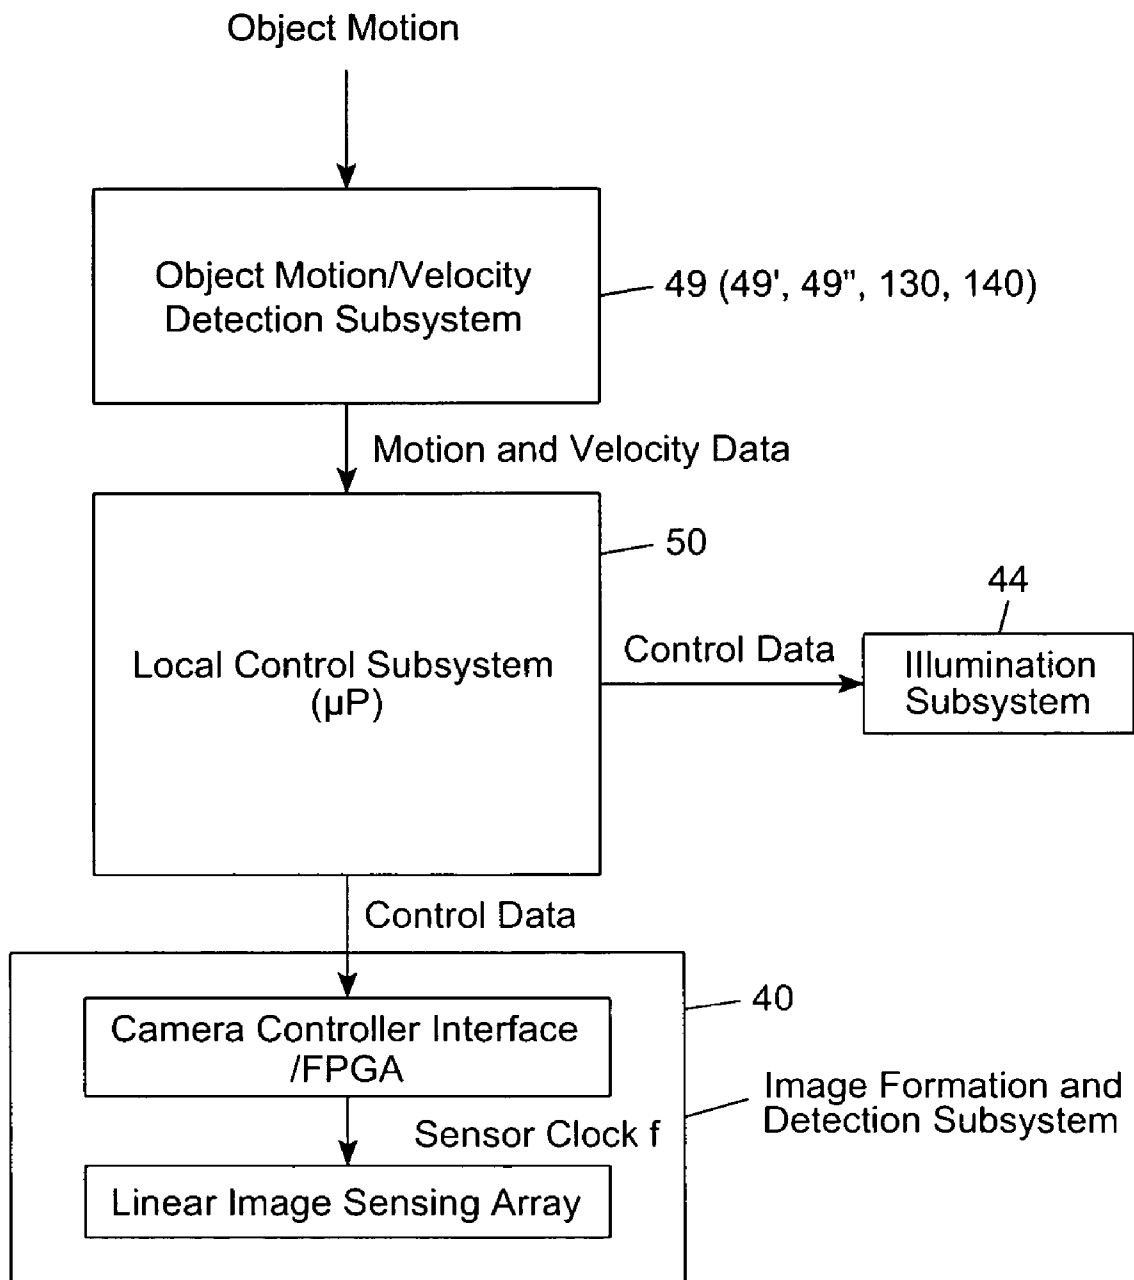 Object Motion
Object Motion/Velocity
Detection Subsystem
49 (49', 49", 130, 140)
Motion and Velocity Data
50
44
Local Control Subsystem
(µP)
Control Data
Illumination
Subsystem
Control Data
40
Camera Controller Interface
/FPGA
Image Formation and
Detection Subsystem
Sensor Clock f
Linear Image Sensing Array